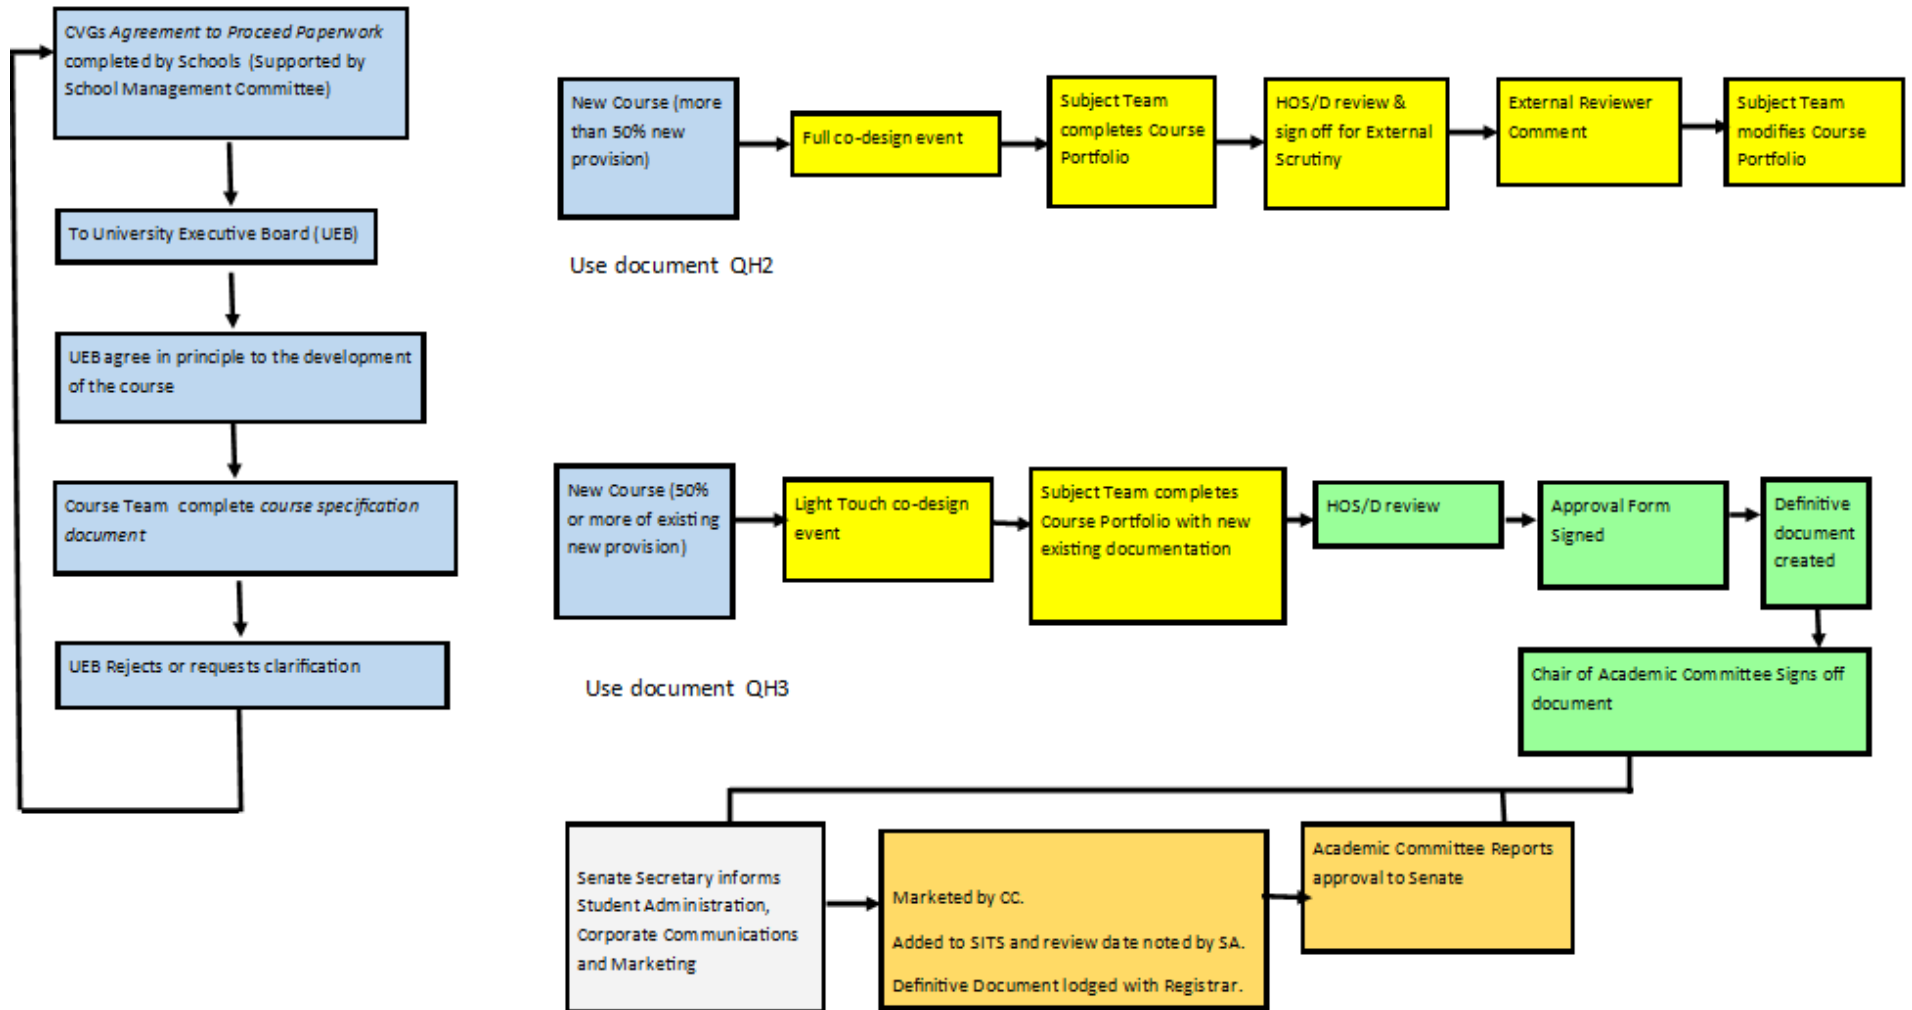 CVGs Agreement to Proceed Paperwork
completed by Schools (Supported by
School Management Committee)
To University Executive Board (UEB)
UEB agree in principle to the development
of the course
Course Team complete course specification
document
UEB Rejects or requests clarification
New Course (more
than 50% new
provision)
Full co-design event
Subject Team
completes Course
Portfolio
HOS/D review &
sign off for External
Scrutiny
External Reviewer
Comment
Subject Team
modifies Course
Portfolio
Use document QH2
New Course (50%
or more of existing
new provision)
Light Touch co-design
event
Subject Team completes
Course Portfolio with new
existing documentation
HOS/D review
Approval Form
Signed
Definitive
document
created
Use document QH3
Chair of Academic Committee Signs off
document
Senate Secretary informs
Student Administration,
Corporate Communications
and Marketing
Marketed by CC.
Added to SITS and review date noted by SA.
Definitive Document lodged with Registrar.
Academic Committee Reports
approval to Senate